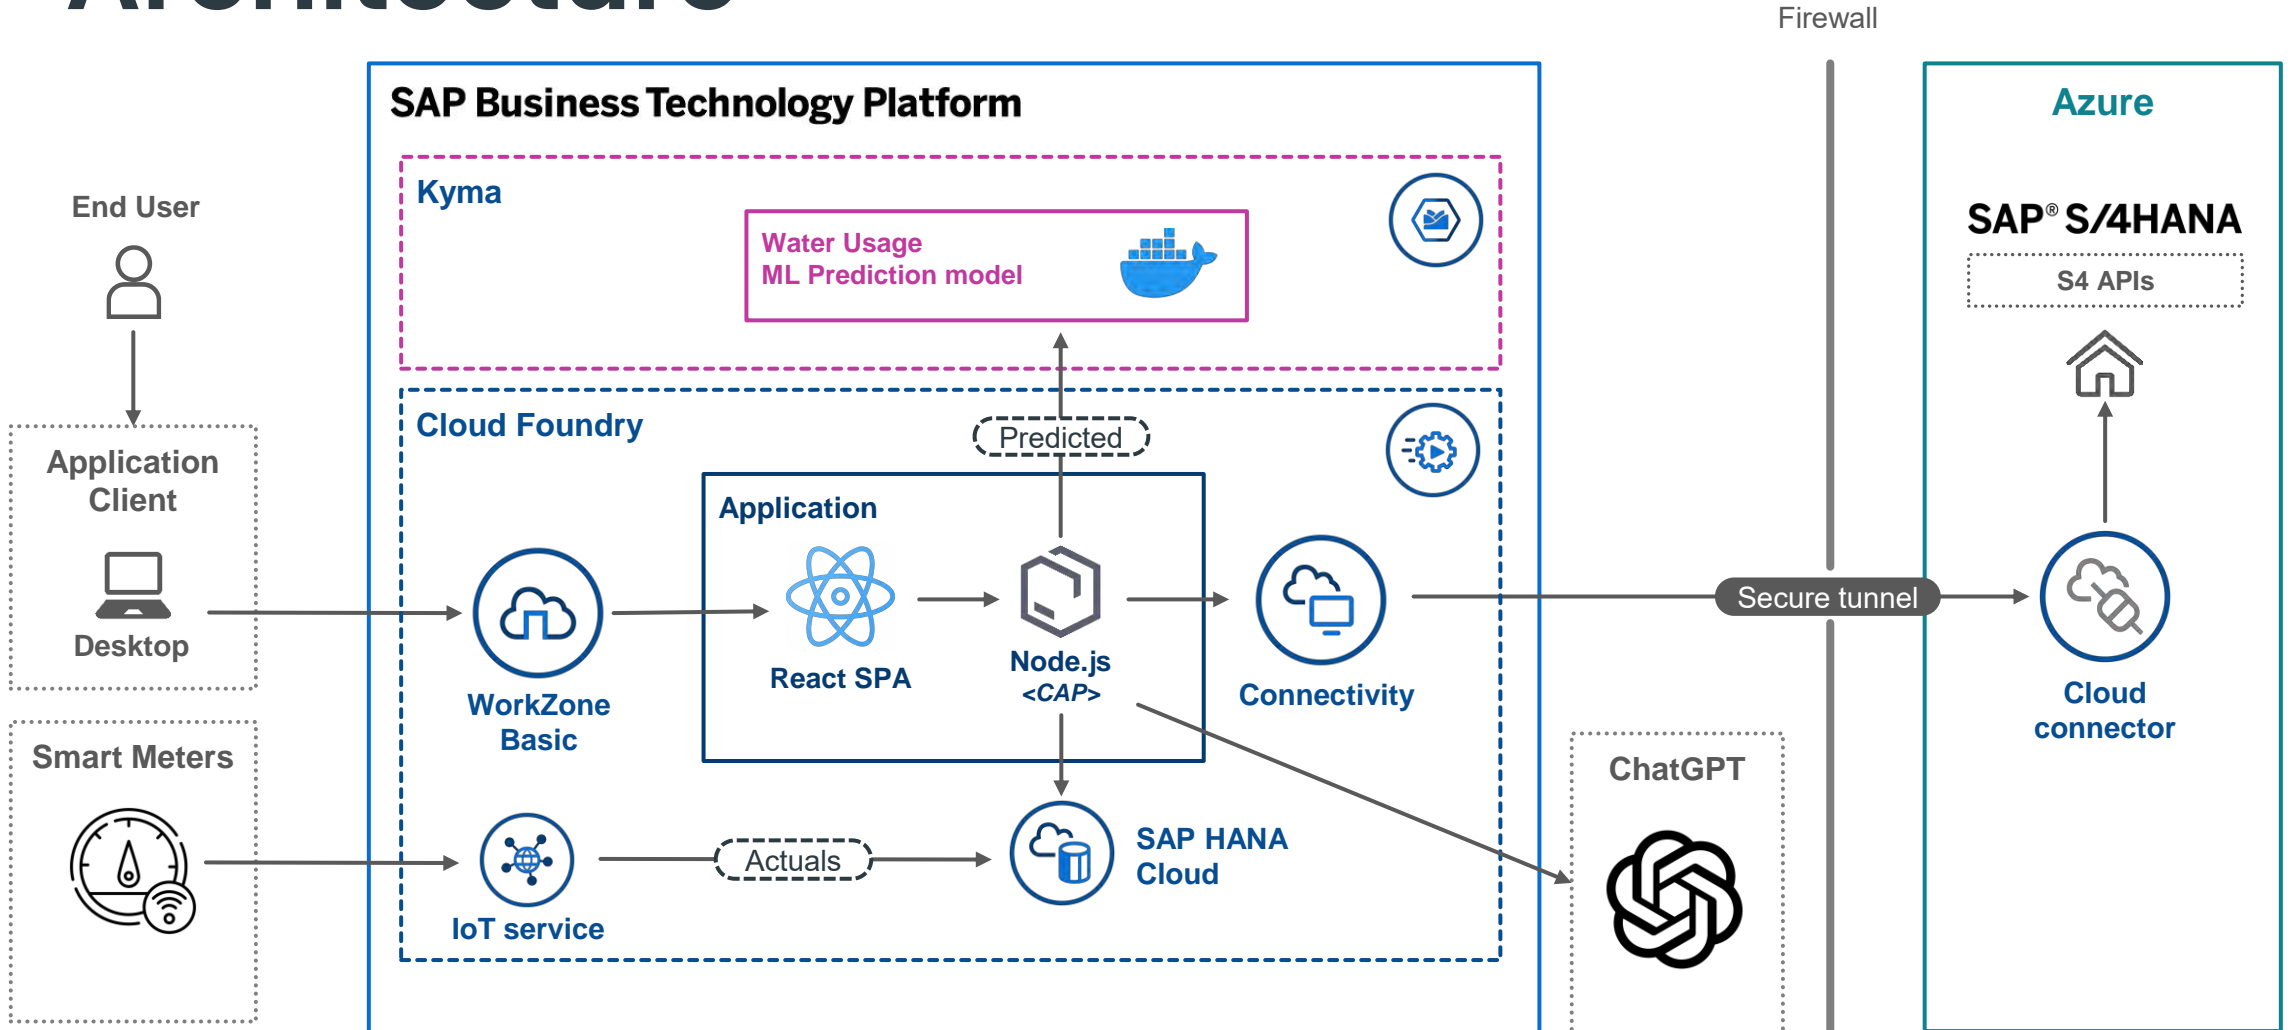 Architecture
Firewall
SAP Business Technology Platform
Azure
Kyma
End User
Water Usage
ML Prediction model
SAP® S/4HANA
S4 APIs
Cloud Foundry
Predicted
Application
Client
Application
Desktop
React SPA
Node.js
<CAP>
WorkZone
Basic
Connectivity
Secure tunnel
Cloud
connector
Smart Meters
ChatGPT
Actuals
SAP HANA
Cloud
IoT service